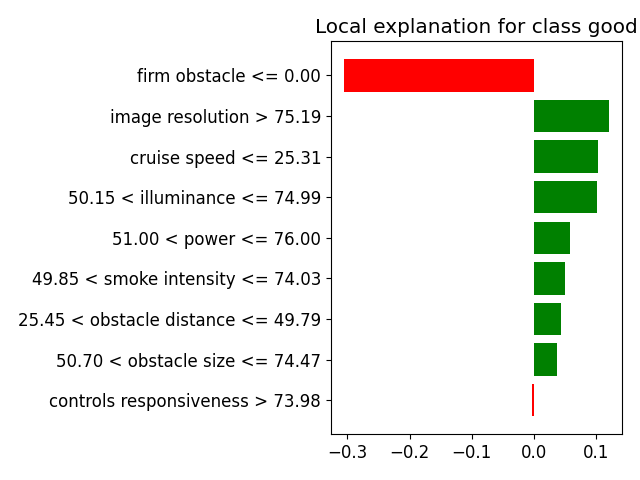 Local explanation for class good
firm obstacle <= 0.00
image resolution > 75.19
cruise speed <= 25.31
50.15 < illuminance <= 74.99
51.00 < power <= 76.00
49.85 < smoke intensity <= 74.03
25.45 < obstacle distance <= 49.79
50.70 < obstacle size <= 74.47
controls responsiveness > 73.98
−0.3 −0.2 −0.1 0.0 0.1